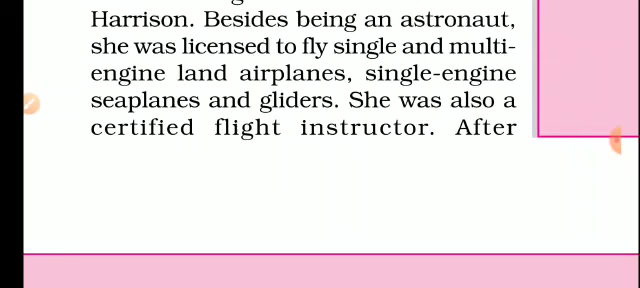 Harrison. Besides being an astronaut,
she was licensed to fly single and multi-
engine land airplanes, single-engine
seaplanes and gliders. She was also a
certified flight instructor. After